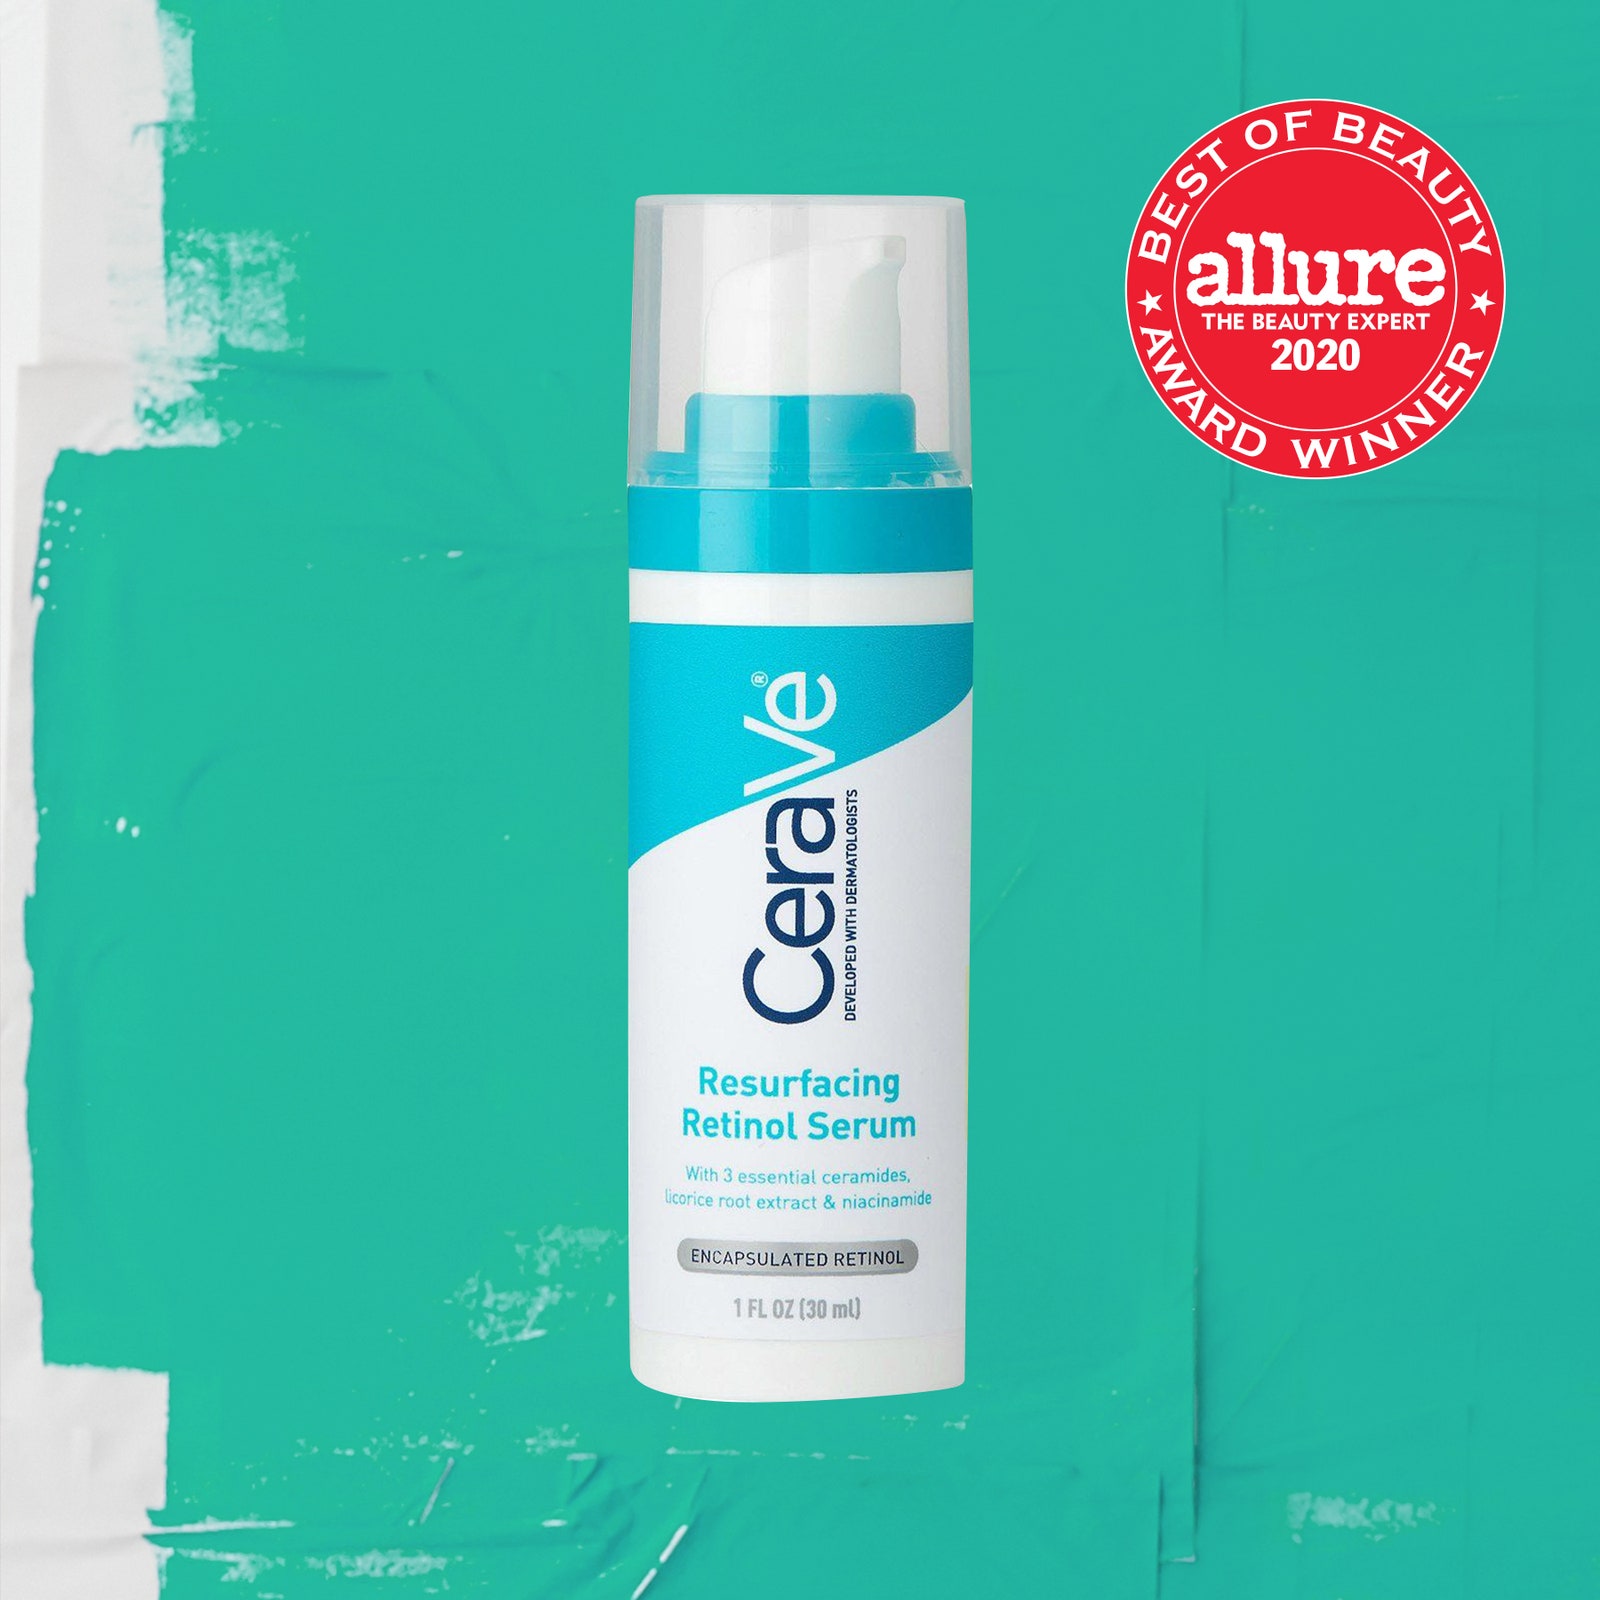 BEST OF BEAUTY
allure
THE BEAUTY EXPERT
2020
AWARD WINNER
CeraVe®
DEVELOPED WITH DERMATOLOGISTS
Resurfacing
Retinol Serum
With 3 essential ceramides,
licorice root extract & niacinamide
ENCAPSULATED RETINOL
1 FL OZ (30 ml)